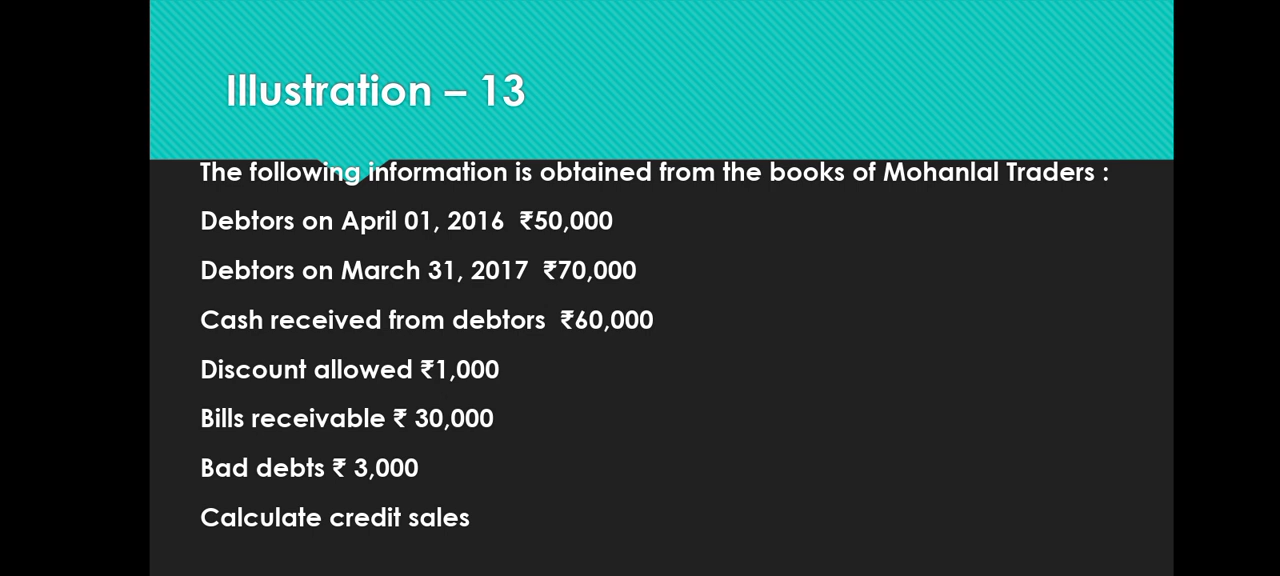 Illustration – 13
The following information is obtained from the books of Mohanlal Traders :
Debtors on April 01, 2016 ₹50,000
Debtors on March 31, 2017 ₹70,000
Cash received from debtors ₹60,000
Discount allowed ₹1,000
Bills receivable ₹ 30,000
Bad debts ₹ 3,000
Calculate credit sales